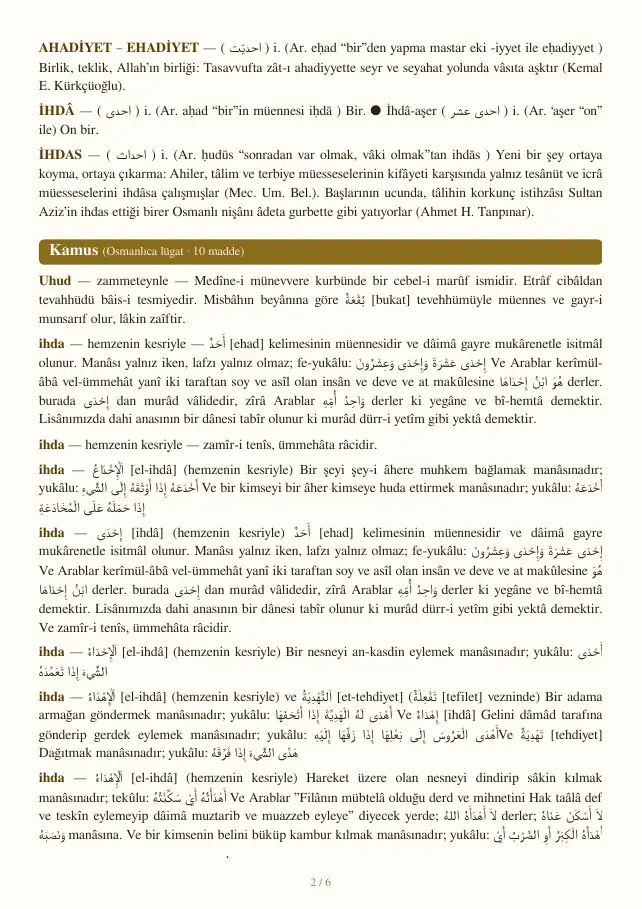 AHADİYET – EHADİYET — ( احديّت ) i. (Ar. eḥad “bir”den yapma mastar eki -iyyet ile eḥadiyyet )
Birlik, teklik, Allah’ın birliği: Tasavvufta zât-ı ahadiyyette seyr ve seyahat yolunda vâsıta aşktır (Kemal
E. Kürkçüoğlu).
İHDÂ — ( احدى ) i. (Ar. aḥad “bir”in müennesi iḥdā ) Bir. ● İhdâ-aşer ( احدى عشر ) i. (Ar. ‘aşer “on”
ile) On bir.
İHDAS — ( احداث ) i. (Ar. ḥudūs “sonradan var olmak, vâki olmak”tan ihdās ) Yeni bir şey ortaya
koyma, ortaya çıkarma: Ahiler, tâlim ve terbiye müesseselerinin kifâyeti karşısında yalnız tesânüt ve icrâ
müesseselerini ihdâsa çalışmışlar (Mec. Um. Bel.). Başlarının ucunda, tâlihin korkunç istihzâsı Sultan
Aziz’in ihdas ettiği birer Osmanlı nişânı âdeta gurbette gibi yatıyorlar (Ahmet H. Tanpınar).
Kamus (Osmanlıca lügat · 10 madde)
Uhud — zammeteynle — Medîne-i münevvere kurbünde bir cebel-i marûf ismidir. Etrâf cibâldan
tevahhüdü bâis-i tesmiyedir. Misbâhın beyânına göre بُقْعَةٌ [bukat] tevehhümüyle müennes ve gayr-i
munsarıf olur, lâkin zaîftir.
ihda — hemzenin kesriyle — أَحَدٌ [ehad] kelimesinin müennesidir ve dâimâ gayre mukârenetle isitmâl
olunur. Manâsı yalnız iken, lafzı yalnız olmaz; fe-yukâlu: إِحْدَى عَشْرَةَ وَإِحْدَى وَعِشْرُونَ Ve Arablar kerîmül-
âbâ vel-ümmehât yanî iki taraftan soy ve asîl olan insân ve deve ve at makûlesine هُوَ ابْنُ إِحْدَاهَا derler.
burada إِحْدَى dan murâd vâlidedir, zîrâ Arablar وَاحِدُ أُمِّهِ derler ki yegâne ve bî-hemtâ demektir.
Lisânımızda dahi anasının bir dânesi tabîr olunur ki murâd dürr-i yetîm gibi yektâ demektir.
ihda — hemzenin kesriyle — zamîr-i tenîs, ümmehâta râcidir.
ihda — اَلْإِخْدَاعُ [el-ihdâ] (hemzenin kesriyle) Bir şeyi şey-i âhere muhkem bağlamak manâsınadır;
yukâlu: أَخْدَعَهُ إِذَا أَوْثَقَهُ إِلَى الشَّيْءِ Ve bir kimseyi bir âher kimseye huda ettirmek manâsınadır; yukâlu: أَخْدَعَهُ
إِذَا حَمَلَهُ عَلَى الْمُخَادَعَةِ
ihda — إِحْدَى [ihdâ] (hemzenin kesriyle) أَحَدٌ [ehad] kelimesinin müennesidir ve dâimâ gayre
mukârenetle isitmâl olunur. Manâsı yalnız iken, lafzı yalnız olmaz; fe-yukâlu: إِحْدَى عَشْرَةَ وَإِحْدَى وَعِشْرُونَ
Ve Arablar kerîmül-âbâ vel-ümmehât yanî iki taraftan soy ve asîl olan insân ve deve ve at makûlesine هُوَ
ابْنُ إِحْدَاهَا derler. burada إِحْدَى dan murâd vâlidedir, zîrâ Arablar وَاحِدُ أُمِّهِ derler ki yegâne ve bî-hemtâ
demektir. Lisânımızda dahi anasının bir dânesi tabîr olunur ki murâd dürr-i yetîm gibi yektâ demektir.
Ve zamîr-i tenîs, ümmehâta râcidir.
ihda — اَلْإِحْدَاءُ [el-ihdâ] (hemzenin kesriyle) Bir nesneyi an-kasdin eylemek manâsınadır; yukâlu: أَحْدَى
الشَّيْءَ إِذَا تَعَمَّدَهُ
ihda — اَلْإِهْدَاءُ [el-ihdâ] (hemzenin kesriyle) ve اَلتَّهْدِيَةُ [et-tehdiyet] (تَفْعِلَةٌ [tefilet] vezninde) Bir adama
armağan göndermek manâsınadır; yukâlu: أَهْدَى لَهُ الْهَدِيَّةَ إِذَا أَتْحَفَهَا Ve إِهْدَاءٌ [ihdâ] Gelini dâmâd tarafına
gönderip gerdek eylemek manâsınadır; yukâlu: أَهْدَى الْعَرُوسَ إِلَى بَعْلِهَا إِذَا زَفَّهَا إِلَيْهِVe تَهْدِيَةٌ [tehdiyet]
Dağıtmak manâsınadır; yukâlu: هَدَّى الشَّيْءَ إِذَا فَرَّقَهُ
ihda — اَلْإِهْدَاءُ [el-ihdâ] (hemzenin kesriyle) Hareket üzere olan nesneyi dindirip sâkin kılmak
manâsınadır; tekûlu: أَهْدَأْتُهُ أَيْ سَكَّنْتُهُ Ve Arablar ”Filânın mübtelâ olduğu derd ve mihnetini Hak taâlâ def
ve teskîn eylemeyip dâimâ muztarib ve muazzeb eyleye” diyecek yerde; لاَ أَهْدَأَهُ اللهُ derler; لاَ أَسْكَنَ عَنَاهُ
وَنَصَبَهُ manâsına. Ve bir kimsenin belini büküp kambur kılmak manâsınadır; yukâlu: أَهْدَأَهُ الْكِبَرُ أَوِ الضَّرْبُ أَيْ
2 / 6